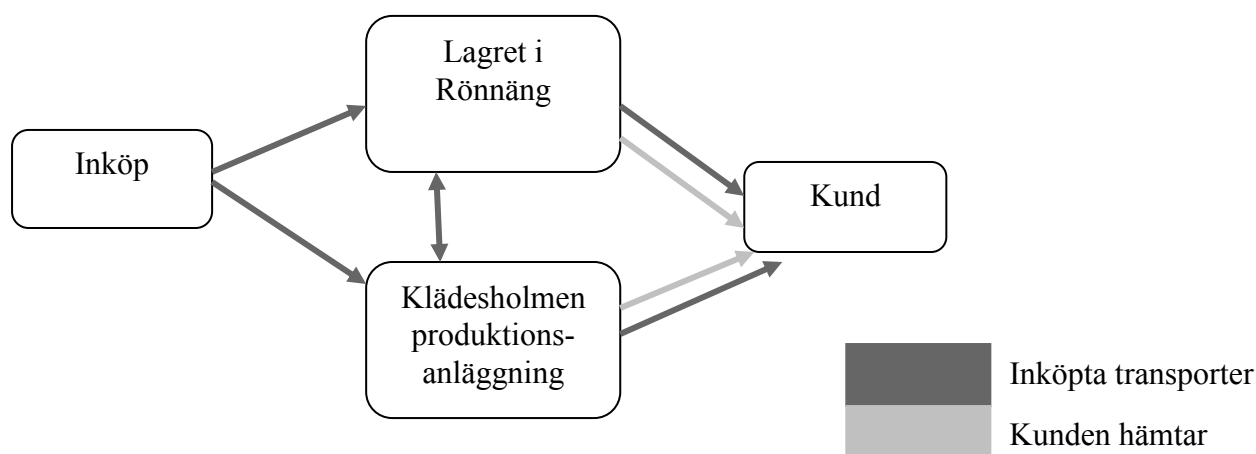 Lagret i
Rönnäng
Inköp
Kund
Klädesholmen
produktions-
anläggning
Inköpta transporter
Kunden hämtar